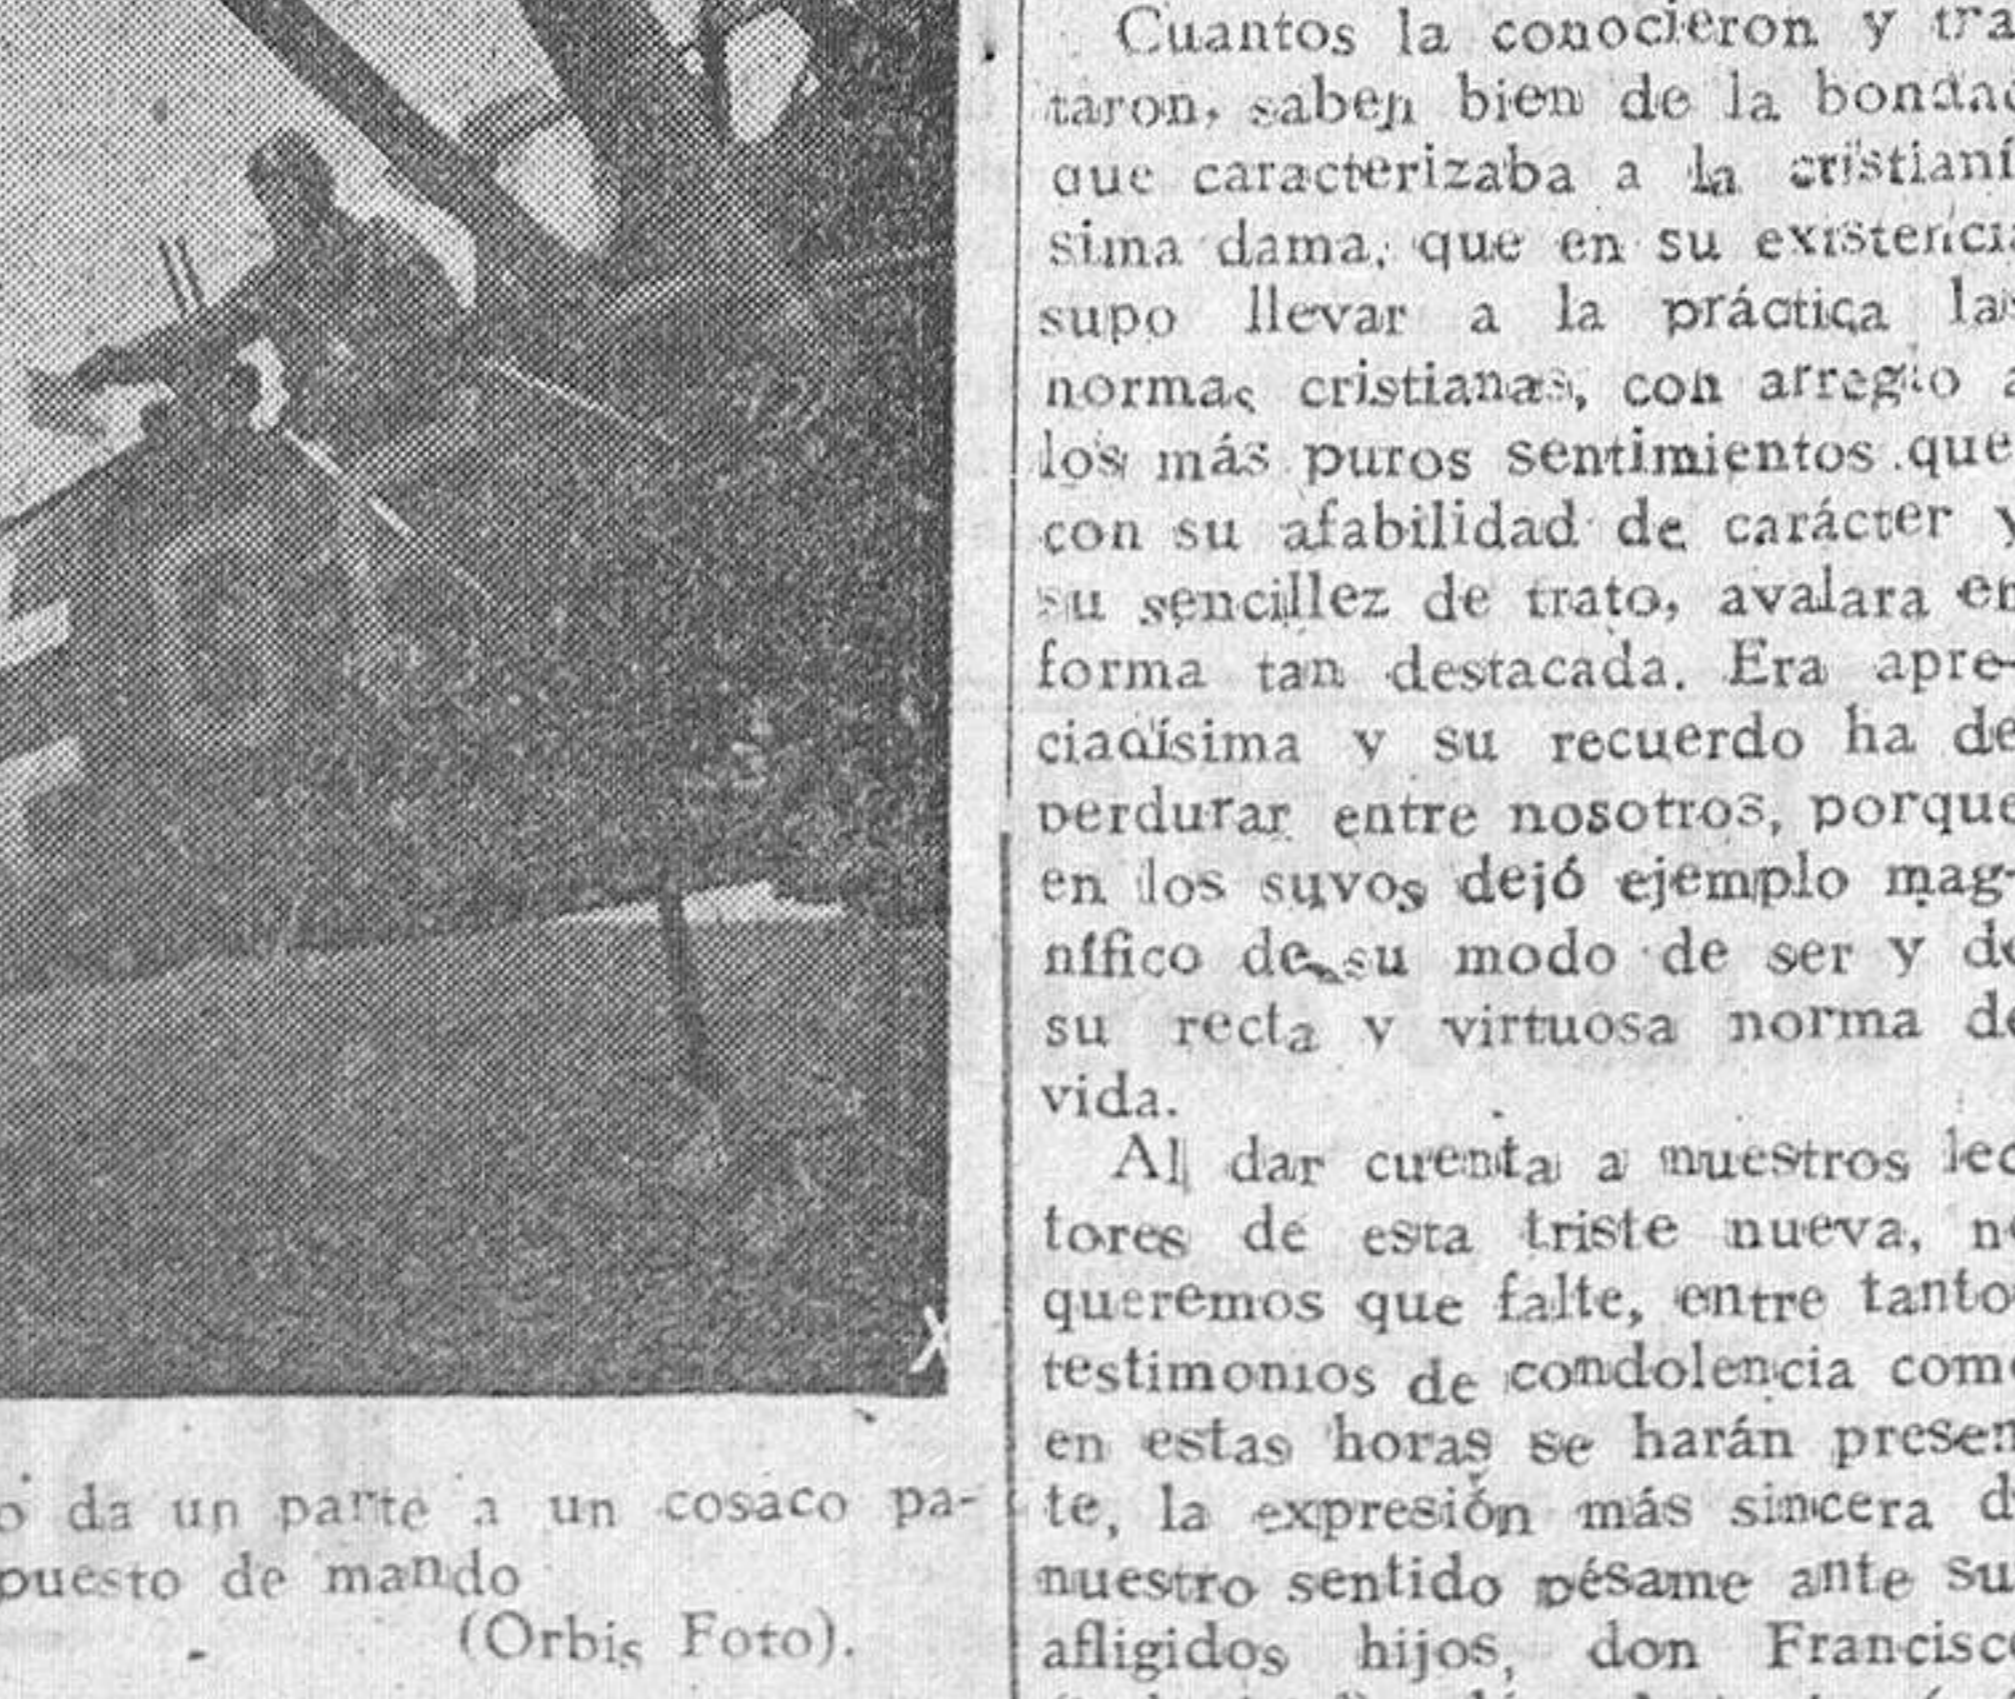 o da un parte a un cosaco pa-
puesto de mando
(Orbis Foto).
Cuantos la conocieron y tra
taron, saben bien de la bondad
que caracterizaba a la cristianí
sima dama, que en su existencia
supo llevar a la práctica las
normas cristianas, con arreglo a
los más puros sentimientos que
con su afabilidad de carácter y
su sencillez de trato, avalara en
forma tan destacada. Era apre-
ciadísima y su recuerdo ha de
perdurar entre nosotros, porque
en los suyos dejó ejemplo mag-
nífico de su modo de ser y de
su recta y virtuosa norma de
vida.
Al dar cuenta a nuestros lec
tores de esta triste nueva, no
queremos que falte, entre tanto
testimonios de condolencia como
en estas horas se harán presen
te, la expresión más sincera de
nuestro sentido pésame ante su
afligidos hijos, don Francisco